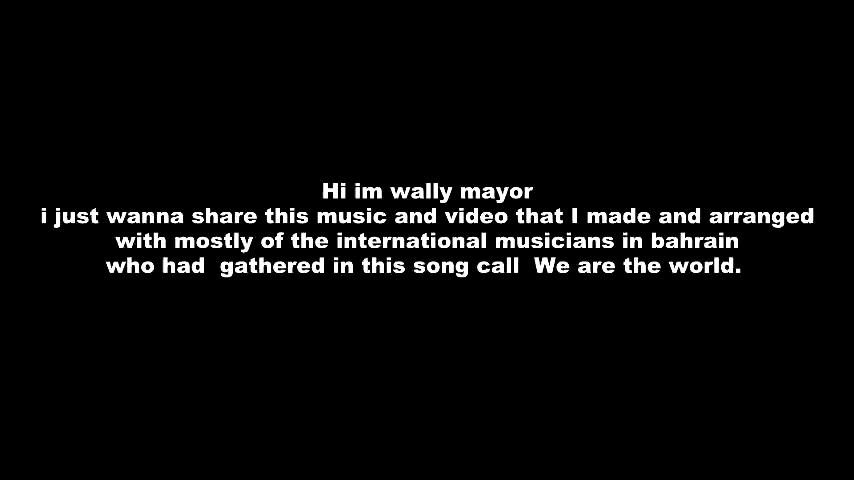 Hi im wally mayor
i just wanna share this music and video that I made and arranged
with mostly of the international musicians in bahrain
who had  gathered in this song call  We are the world.